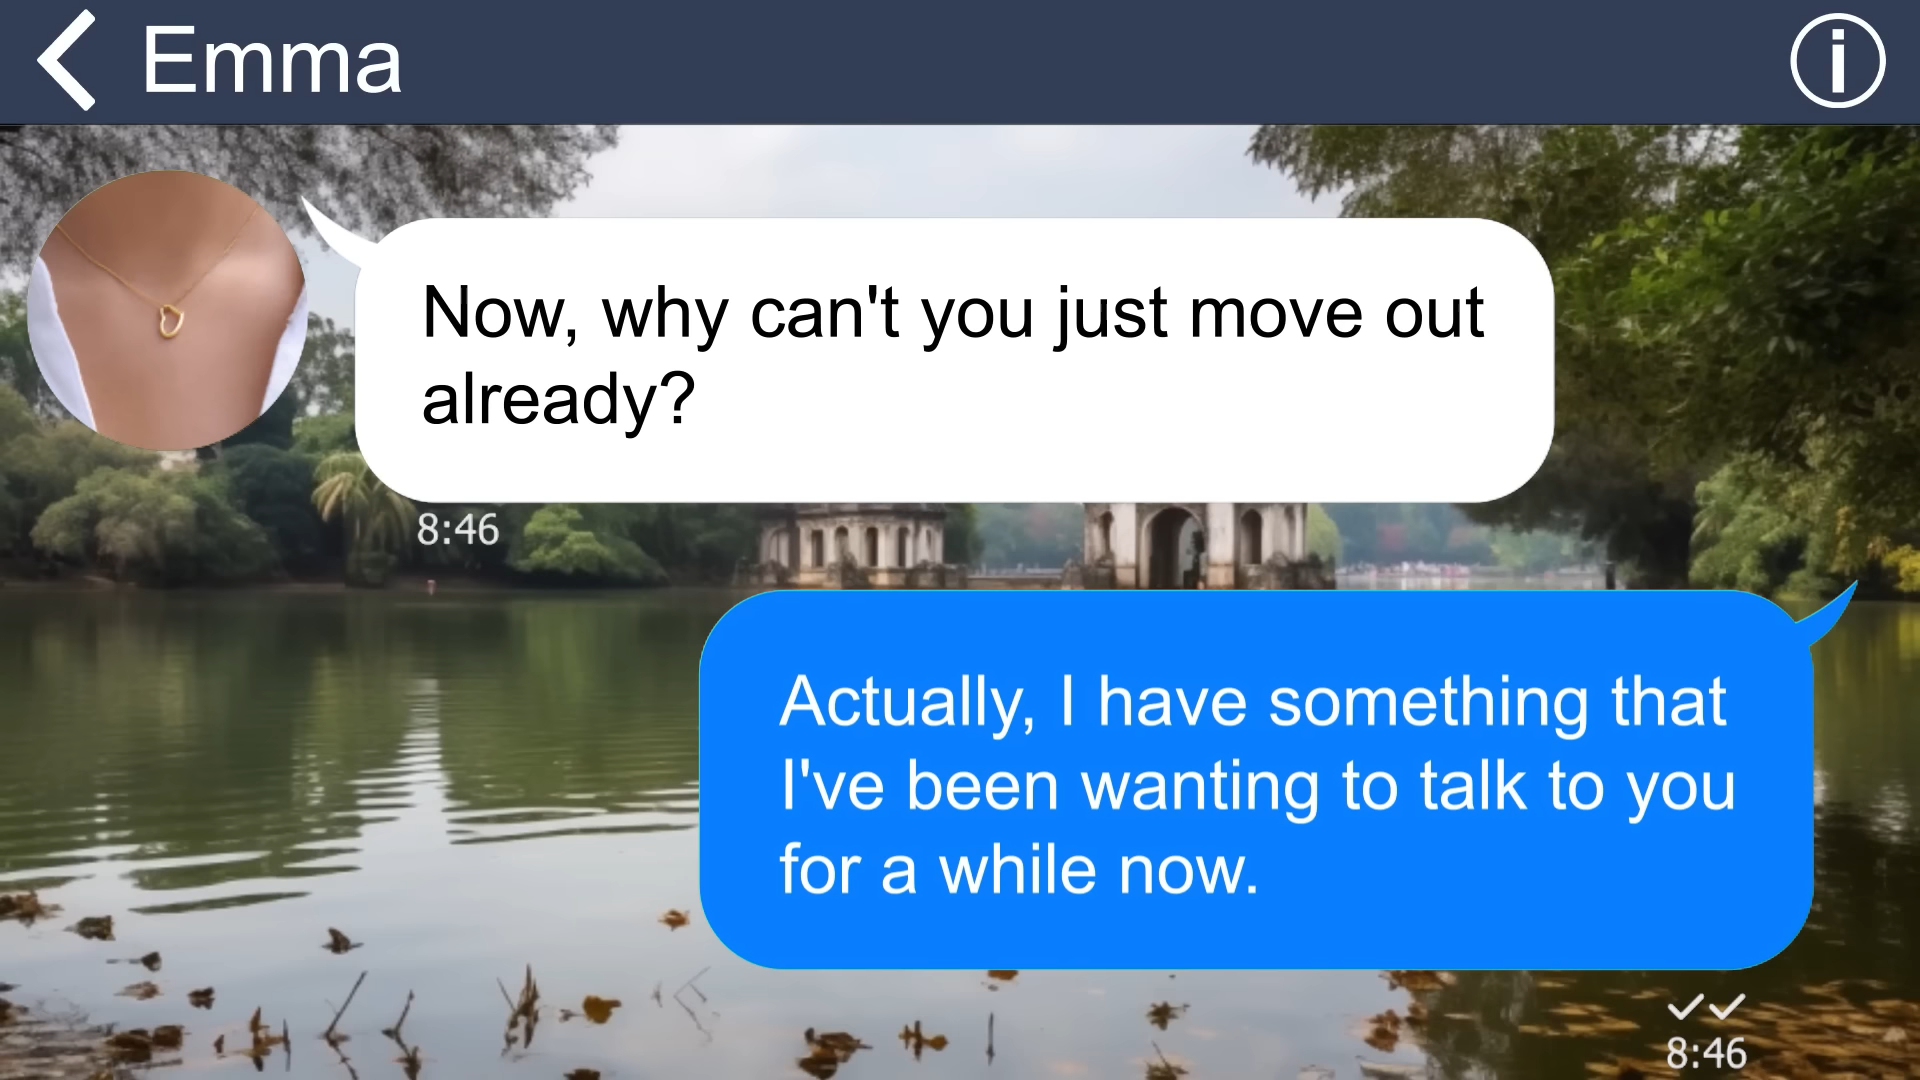 Emma
Now, why can't you just move out
already?
8:46
Actually, I have something that
I've been wanting to talk to you
for a while now.
8:46